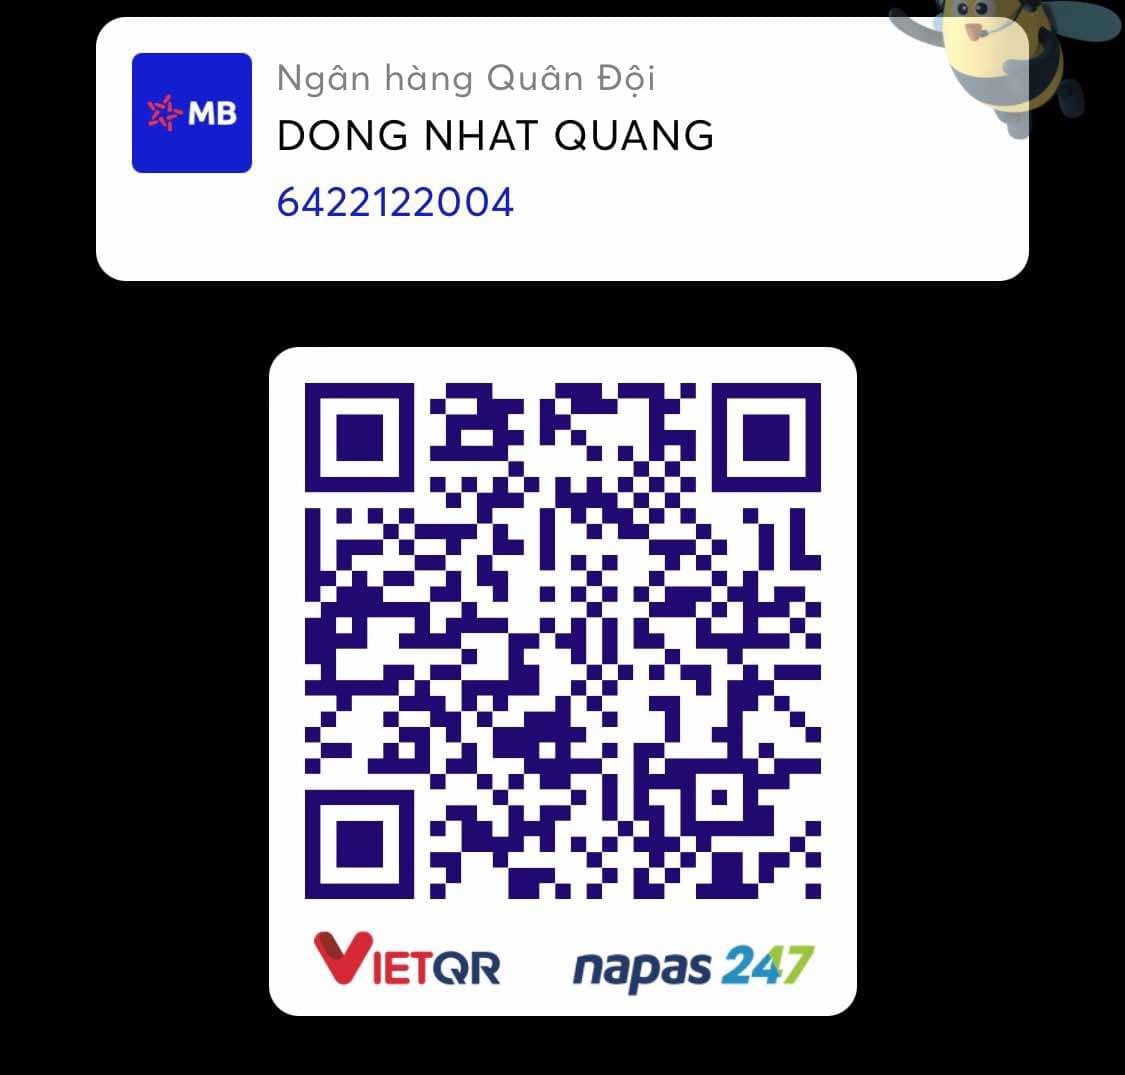 MB
Ngân hàng Quân Đội
DONG NHAT QUANG
6422122004
VIETQR
napas 247